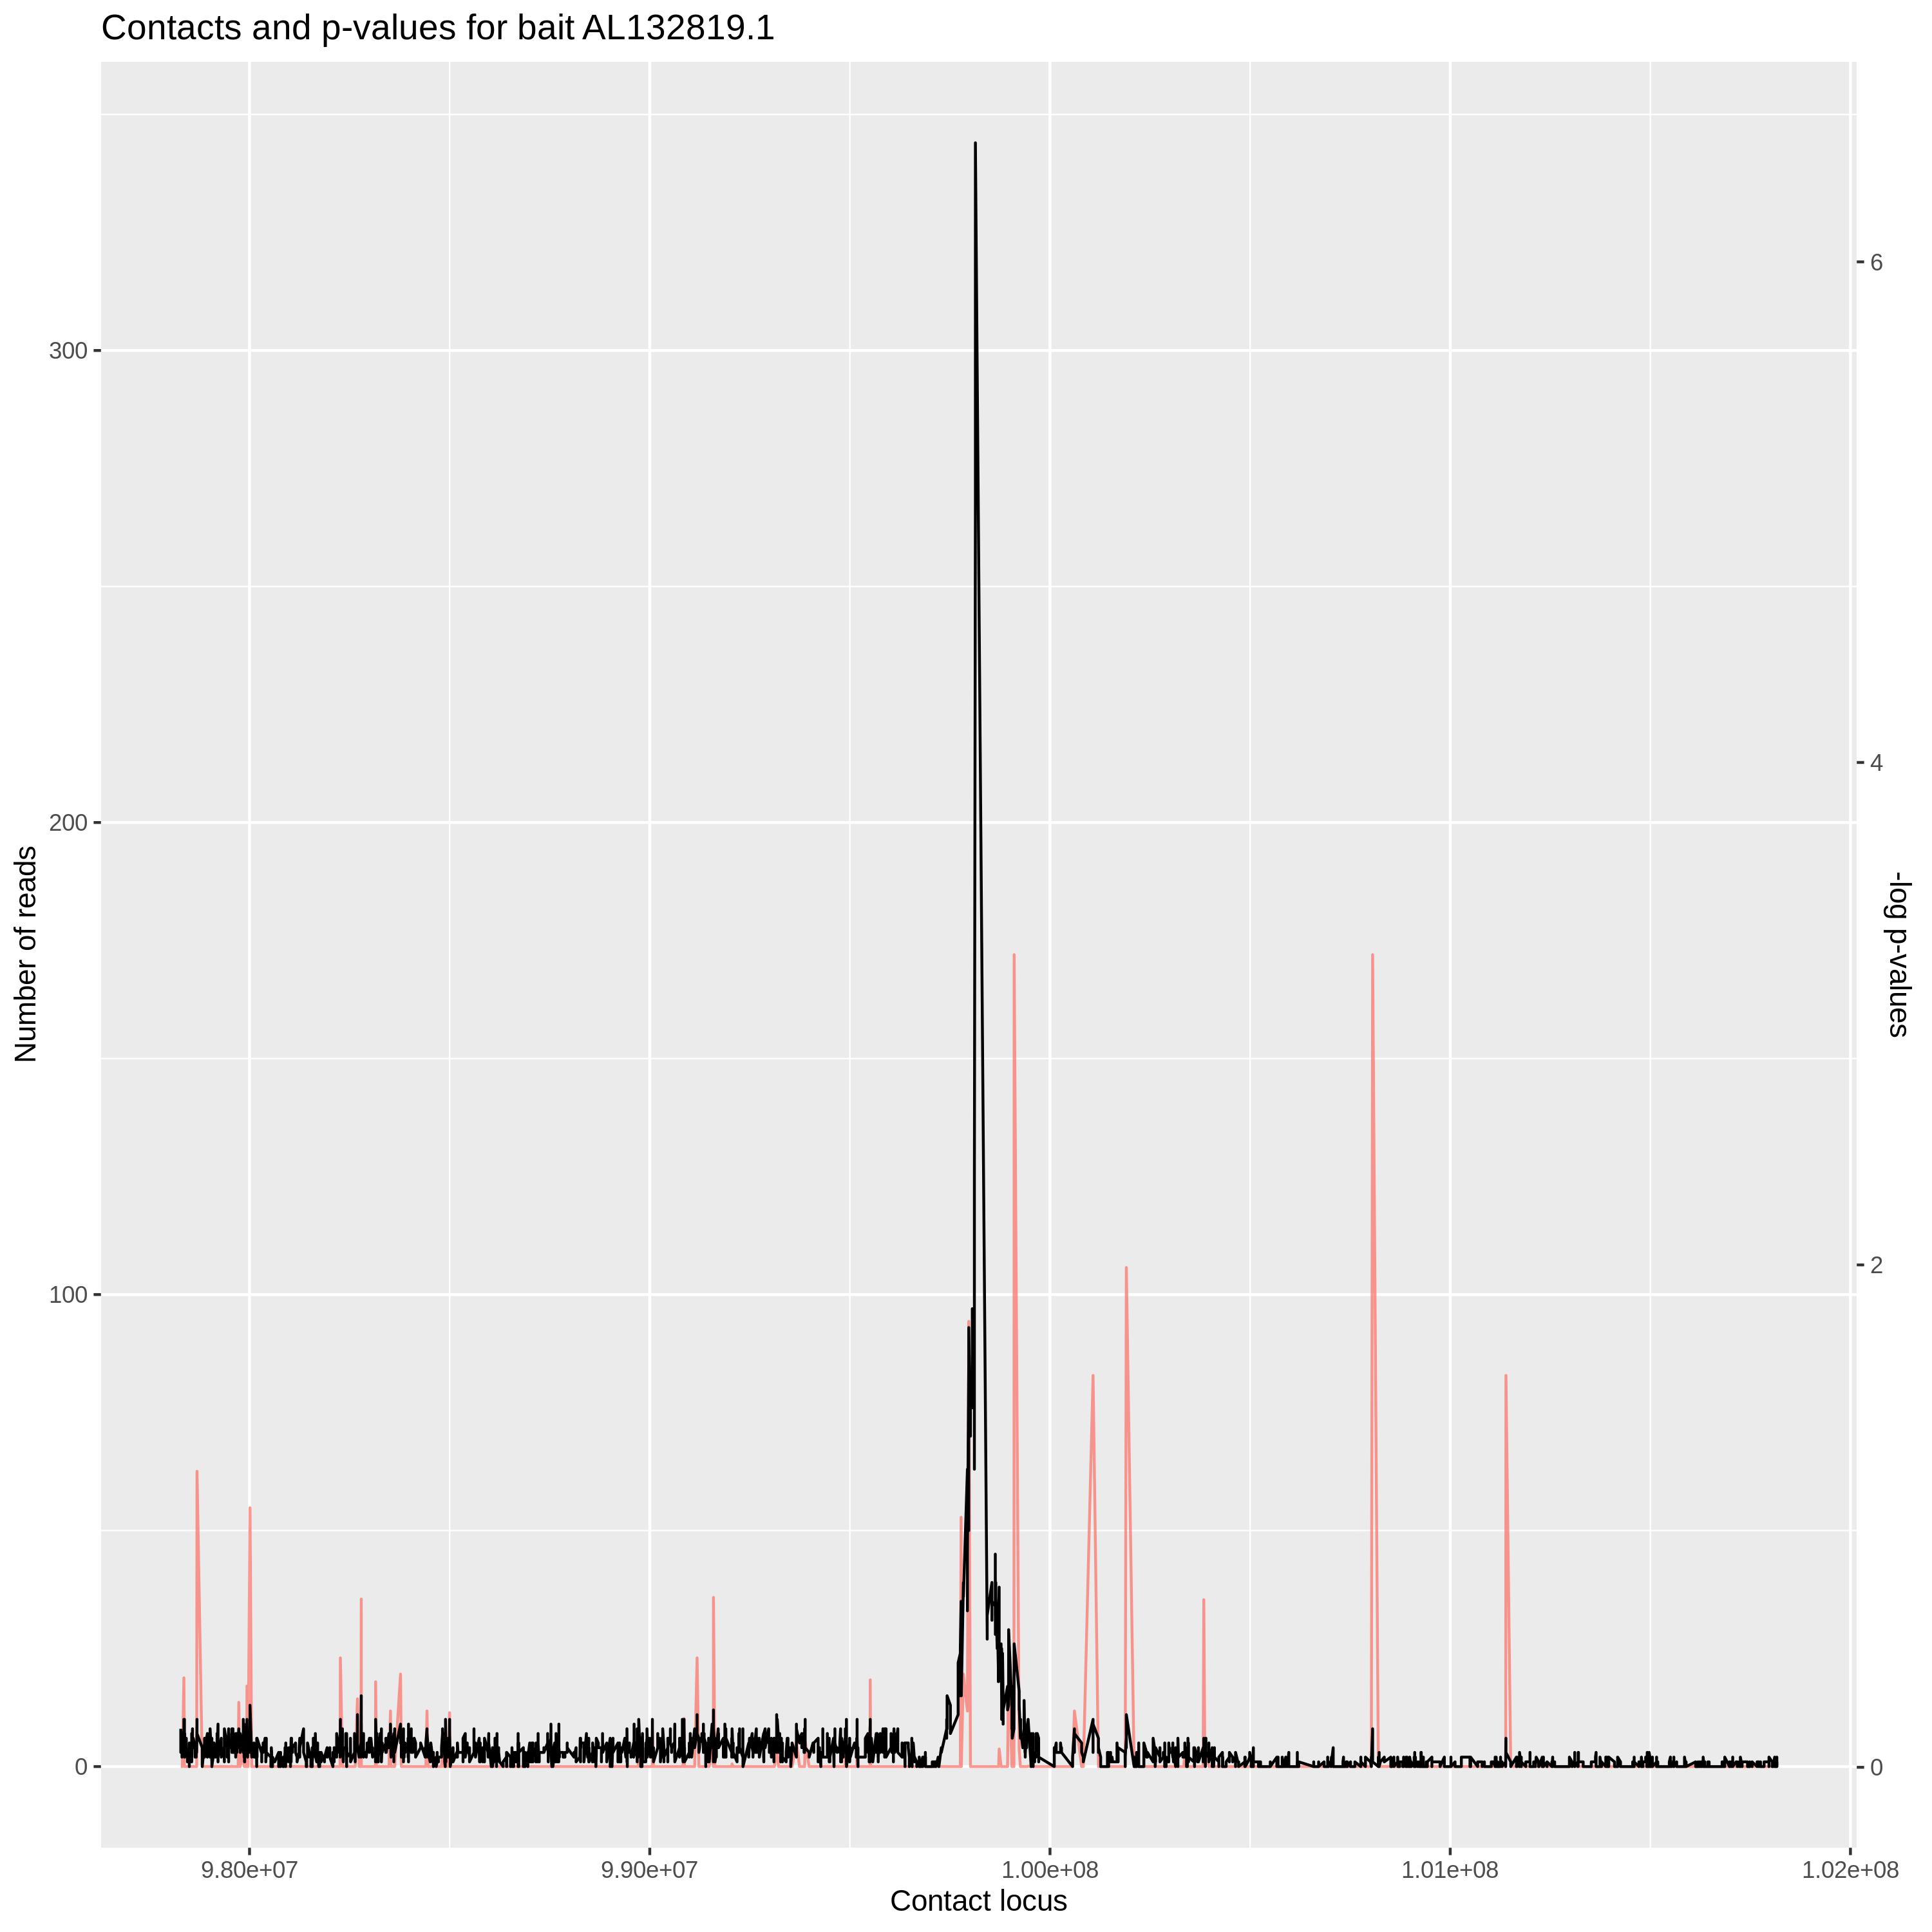 Contacts and p-values for bait AL132819.1
Number of reads
300
200
100
0
6
4
2
0
-log p-values
9.80e+07
9.90e+07
1.00e+08
1.01e+08
1.02e+08
Contact locus